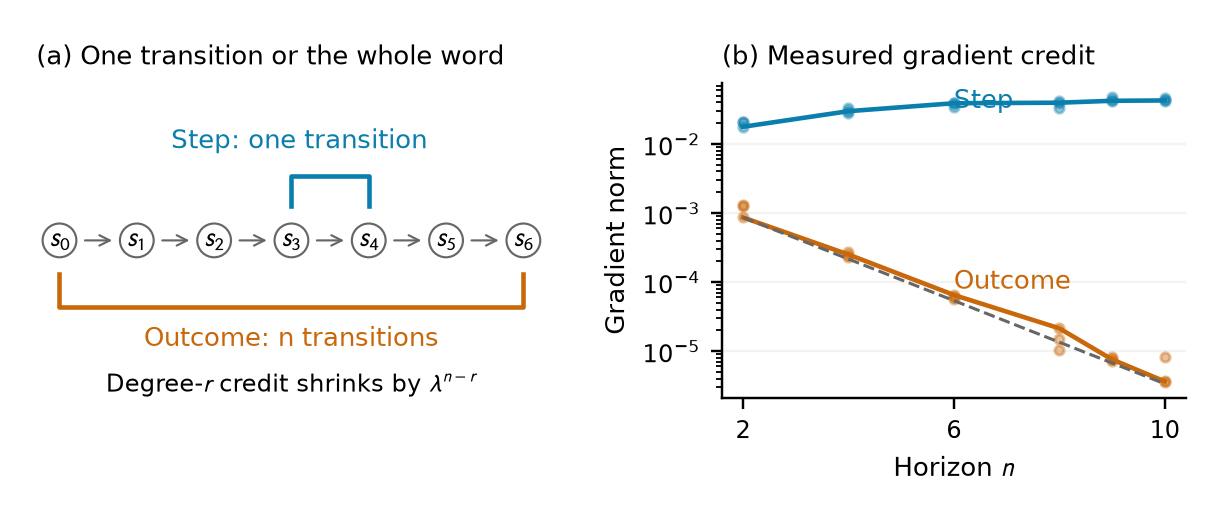 (a) One transition or the whole word
Step: one transition
s₀ → s₁ → s₂ → s₃ → s₄ → s₅ → s₆
Outcome: n transitions
Degree-r credit shrinks by λⁿ⁻ʳ
(b) Measured gradient credit
Gradient norm
10⁻²
10⁻³
10⁻⁴
10⁻⁵
Step
Outcome
2 6 10
Horizon n